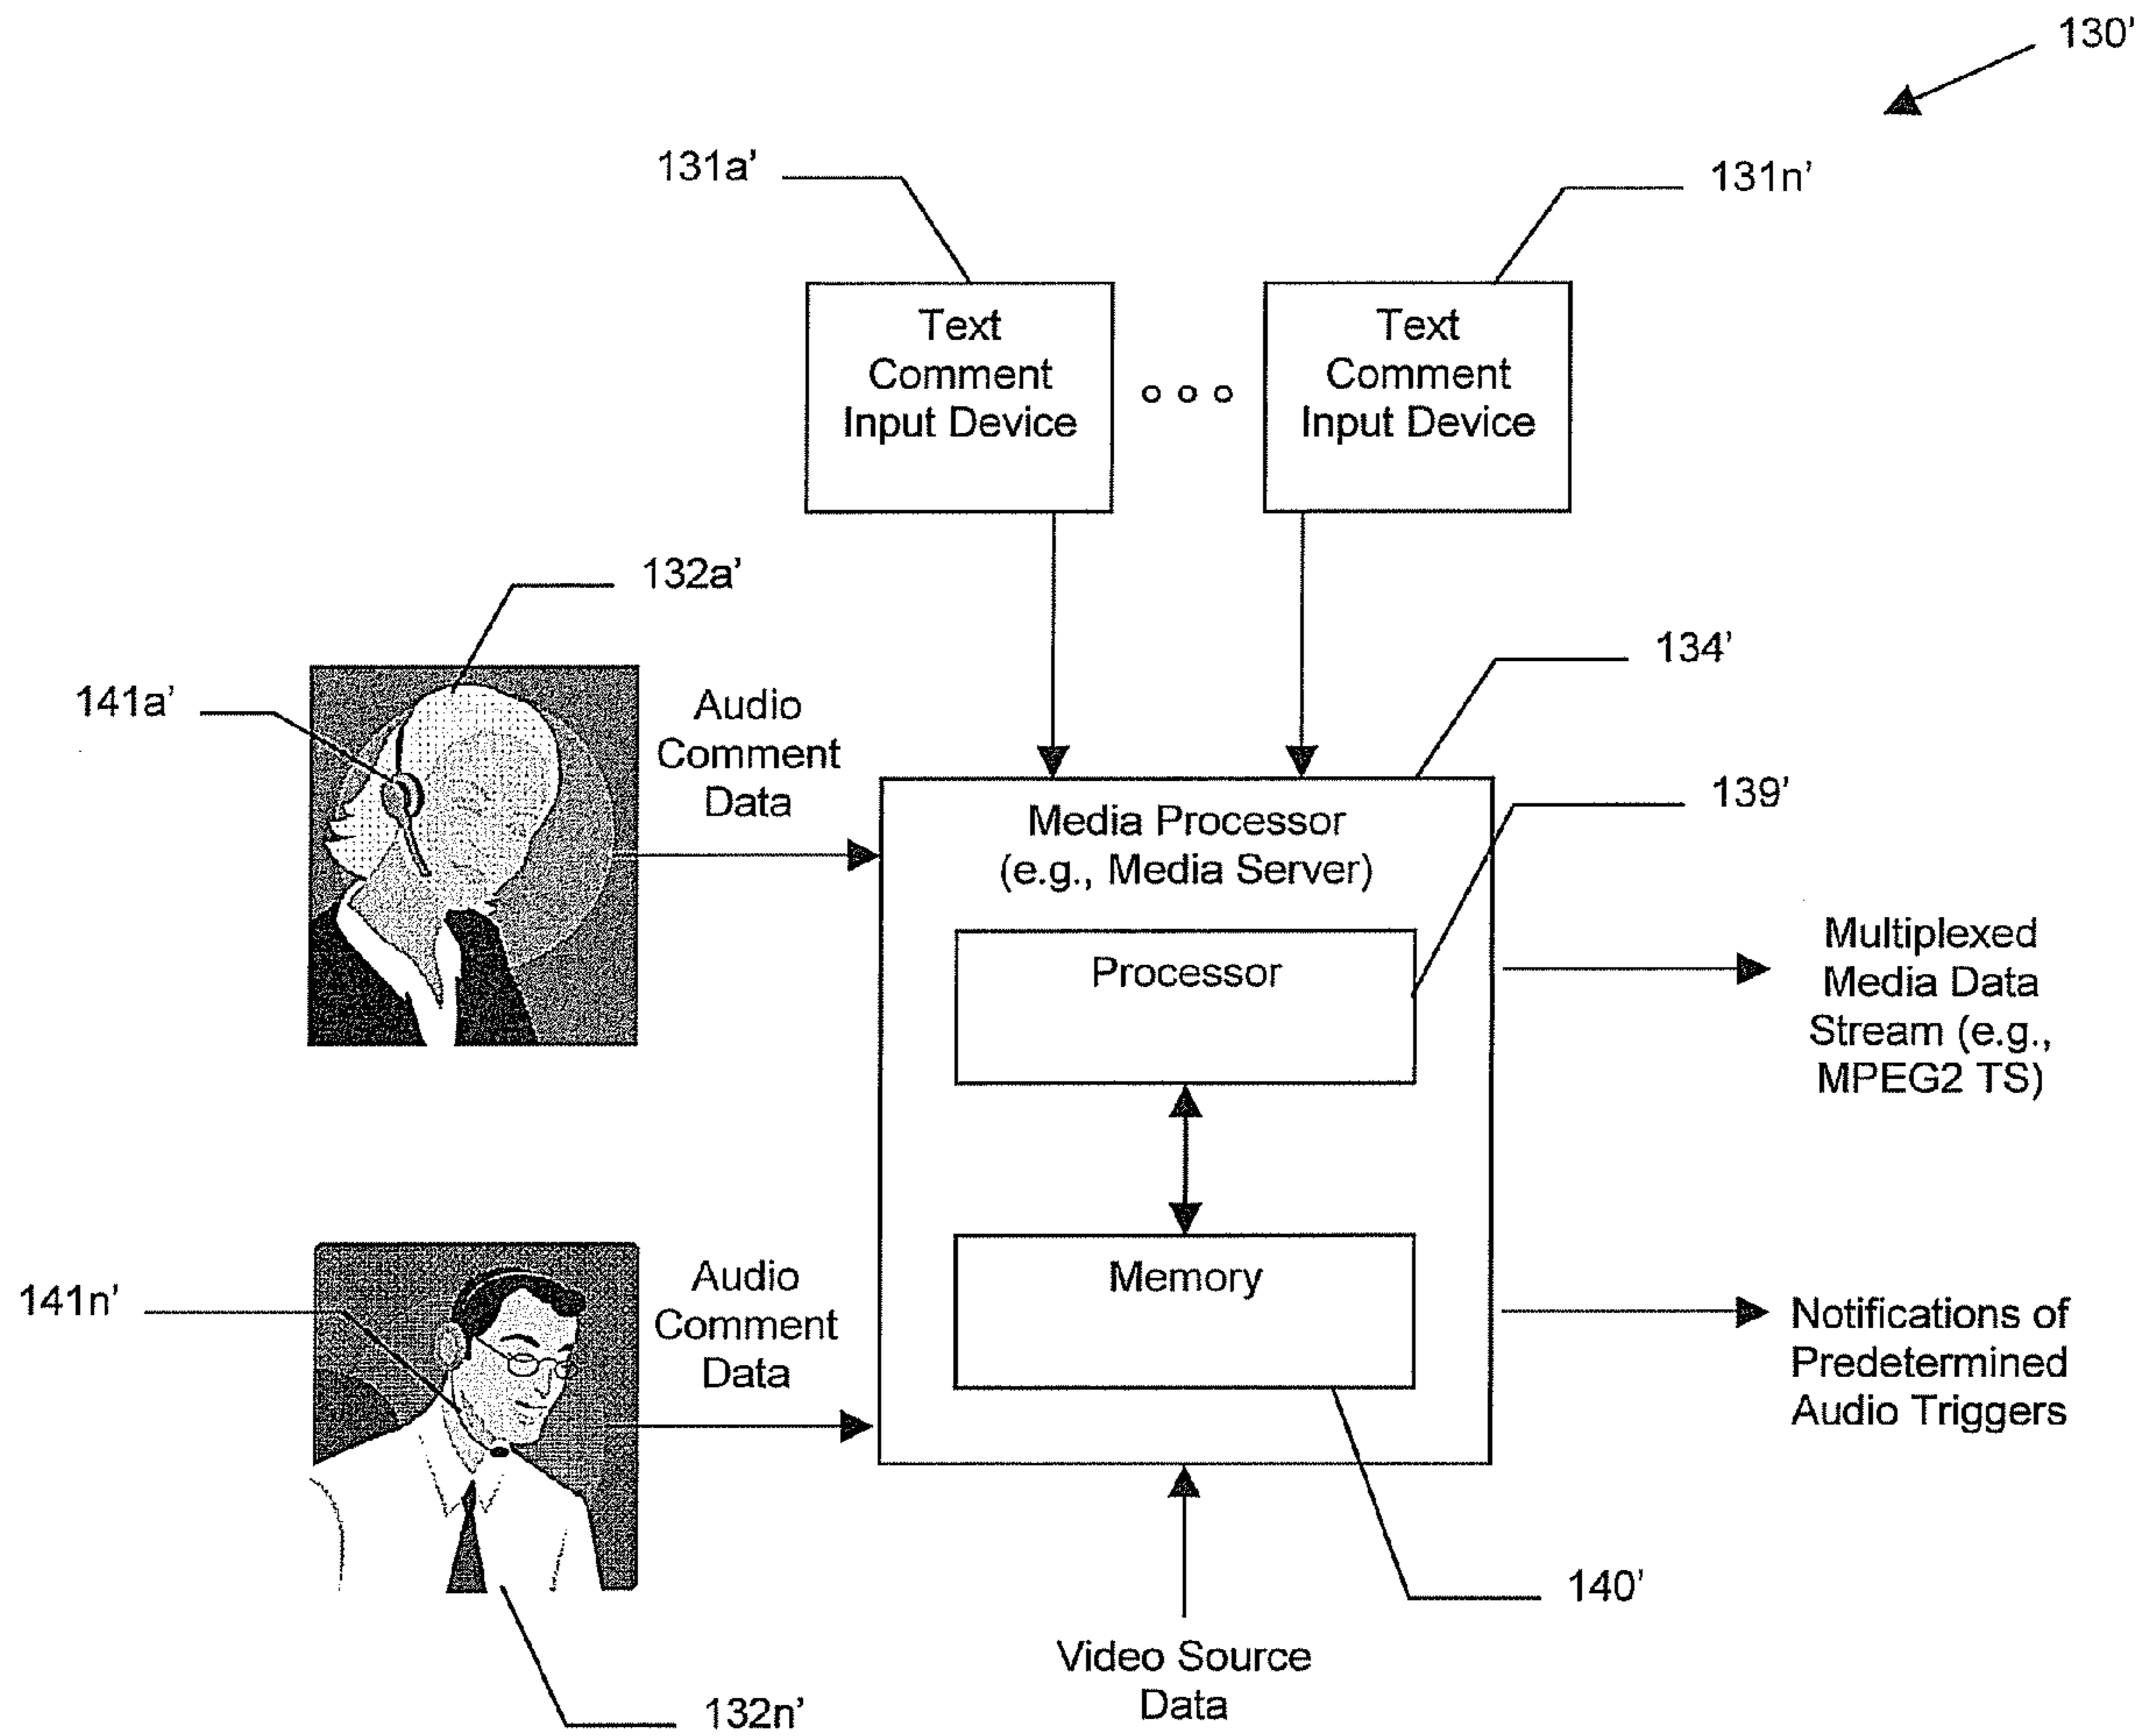 130'
131a'
131n'
Text
Comment
Input Device
Text
Comment
Input Device
132a'
134'
141a'
Audio
Comment
Data
139'
Media Processor
(e.g., Media Server)
Processor
Multiplexed
Media Data
Stream (e.g.,
MPEG2 TS)
141n'
Audio
Comment
Data
Memory
Notifications of
Predetermined
Audio Triggers
140'
Video Source
Data
132n'